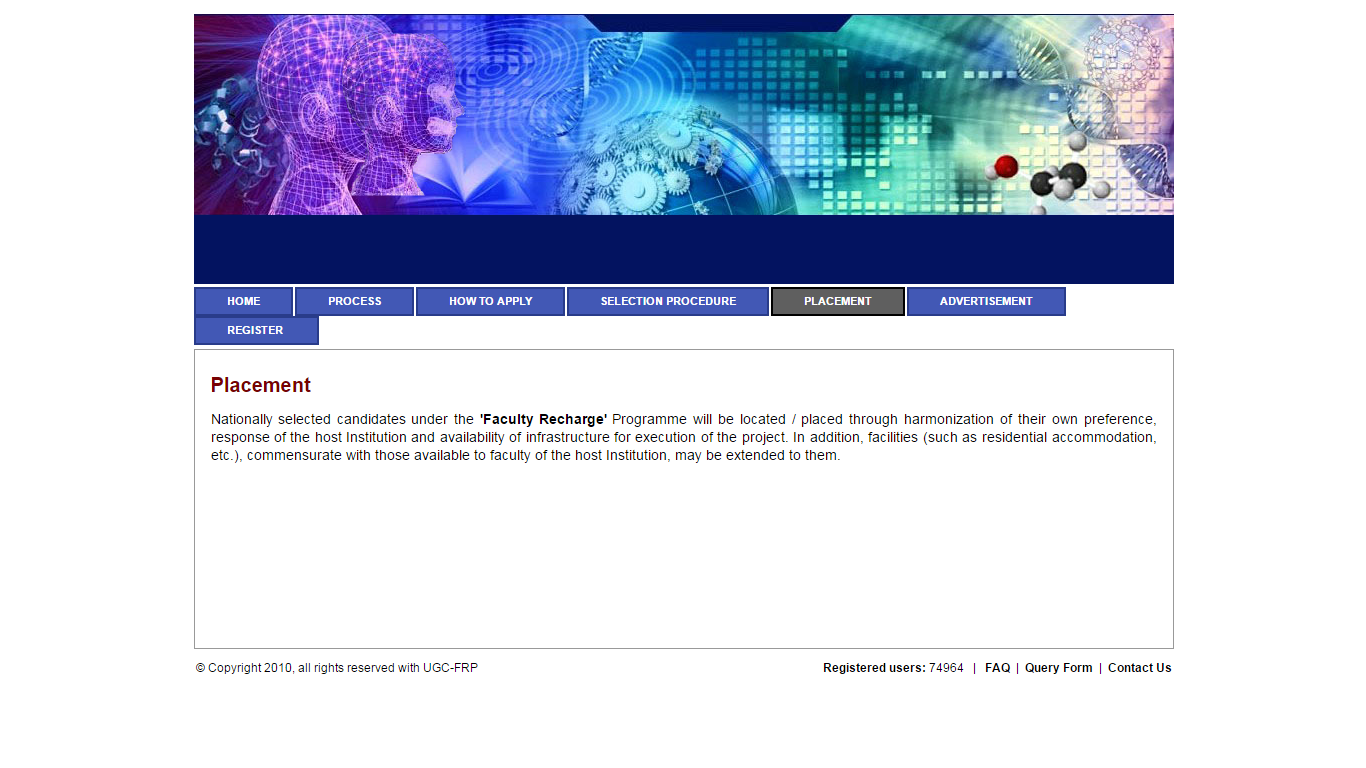 HOME PROCESS HOW TO APPLY SELECTION PROCEDURE PLACEMENT ADVERTISEMENT
REGISTER
Placement
Nationally selected candidates under the 'Faculty Recharge' Programme will be located / placed through harmonization of their own preference,
response of the host Institution and availability of infrastructure for execution of the project. In addition, facilities (such as residential accommodation,
etc.), commensurate with those available to faculty of the host Institution, may be extended to them.
© Copyright 2010, all rights reserved with UGC-FRP Registered users: 74964 | FAQ | Query Form | Contact Us